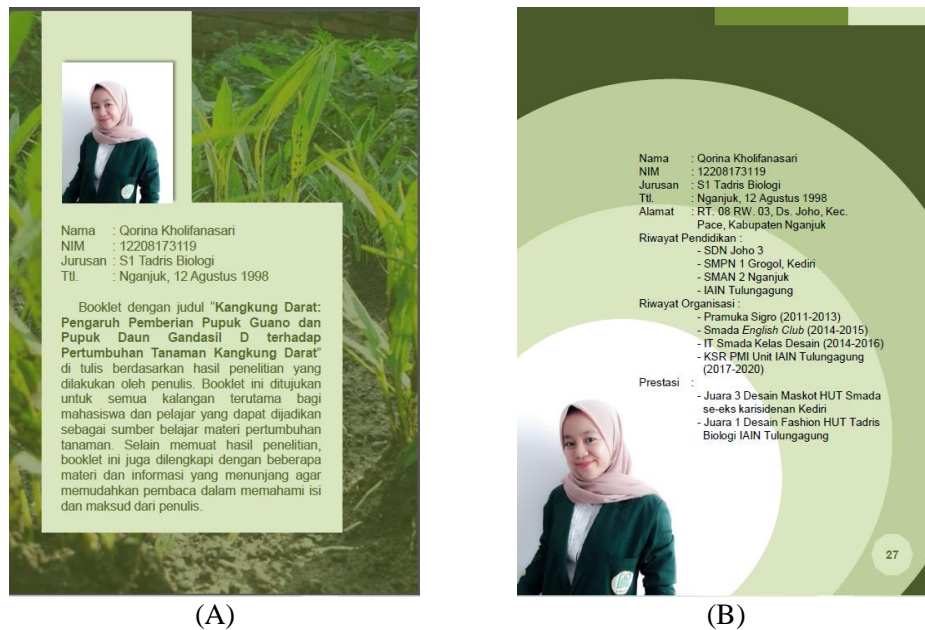 Nama : Qorina Kholifanasari
NIM : 12208173119
Jurusan : S1 Tadris Biologi
Ttl. : Nganjuk, 12 Agustus 1998
Booklet dengan judul "Kangkung Darat:
Pengaruh Pemberian Pupuk Guano dan
Pupuk Daun Gandasil D terhadap
Pertumbuhan Tanaman Kangkung Darat"
di tulis berdasarkan hasil penelitian yang
dilakukan oleh penulis. Booklet ini ditujukan
untuk semua kalangan terutama bagi
mahasiswa dan pelajar yang dapat dijadikan
sebagai sumber belajar materi pertumbuhan
tanaman. Selain memuat hasil penelitian,
booklet ini juga dilengkapi dengan beberapa
materi dan informasi yang menunjang agar
memudahkan pembaca dalam memahami isi
dan maksud dari penulis.
(A)
Nama : Qorina Kholifanasari
NIM : 12208173119
Jurusan : S1 Tadris Biologi
Ttl. : Nganjuk, 12 Agustus 1998
Alamat : RT. 08 RW. 03, Ds. Joho, Kec.
Pace, Kabupaten Nganjuk
Riwayat Pendidikan :
- SDN Joho 3
- SMPN 1 Grogol, Kediri
- SMAN 2 Nganjuk
- IAIN Tulungagung
Riwayat Organisasi :
- Pramuka Sigro (2011-2013)
- Smada English Club (2014-2015)
- IT Smada Kelas Desain (2014-2016)
- KSR PMI Unit IAIN Tulungagung
(2017-2020)
Prestasi :
- Juara 3 Desain Maskot HUT Smada
se-eks karisidenan Kediri
- Juara 1 Desain Fashion HUT Tadris
Biologi IAIN Tulungagung
27
(B)